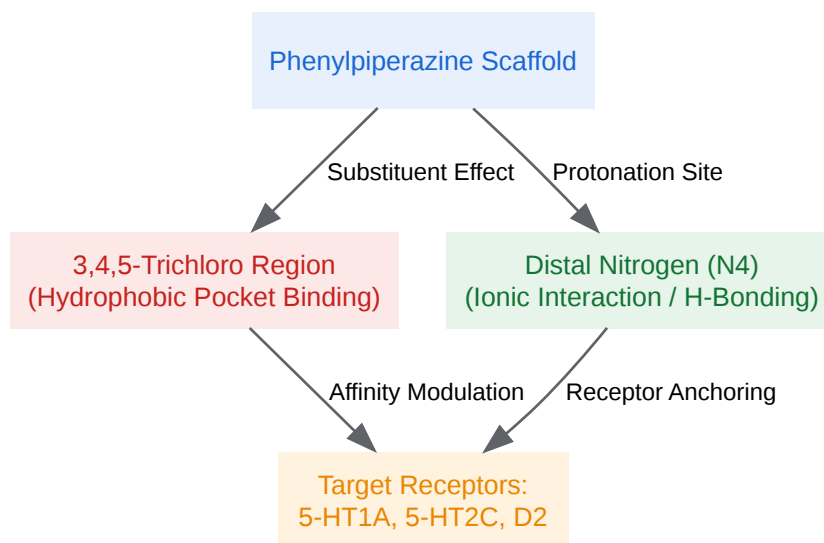 Phenylpiperazine Scaffold
Substituent Effect
Protonation Site
3,4,5-Trichloro Region
(Hydrophobic Pocket Binding)
Distal Nitrogen (N4)
(Ionic Interaction / H-Bonding)
Affinity Modulation
Receptor Anchoring
Target Receptors:
5-HT1A, 5-HT2C, D2